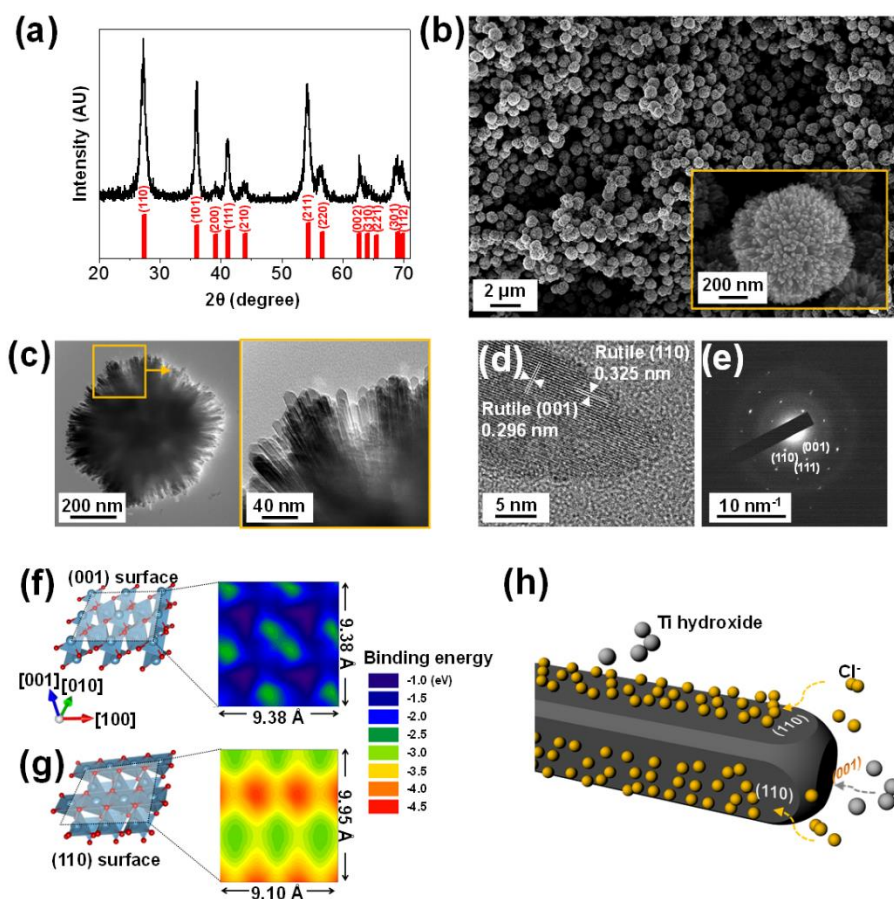 (a)
Intensity (AU)
(110)
(101)
(200)
(111)
(210)
(211)
(220)
(002)
(310)
(221)
(301)
(112)
20 30 40 50 60 70
2θ (degree)
(b)
2 μm
200 nm
(c)
200 nm
40 nm
(d)
Rutile (110)
0.325 nm
Rutile (001)
0.296 nm
5 nm
(e)
(110)
(001)
(111)
10 nm⁻¹
(f)
(001) surface
[001]
[010]
[100]
9.38 Å
9.38 Å
Binding energy
-1.0 (eV)
-1.5
-2.0
-2.5
-3.0
-3.5
-4.0
-4.5
(g)
(110) surface
9.95 Å
9.10 Å
(h)
Ti hydroxide
Cl⁻
(110)
(001)
(110)